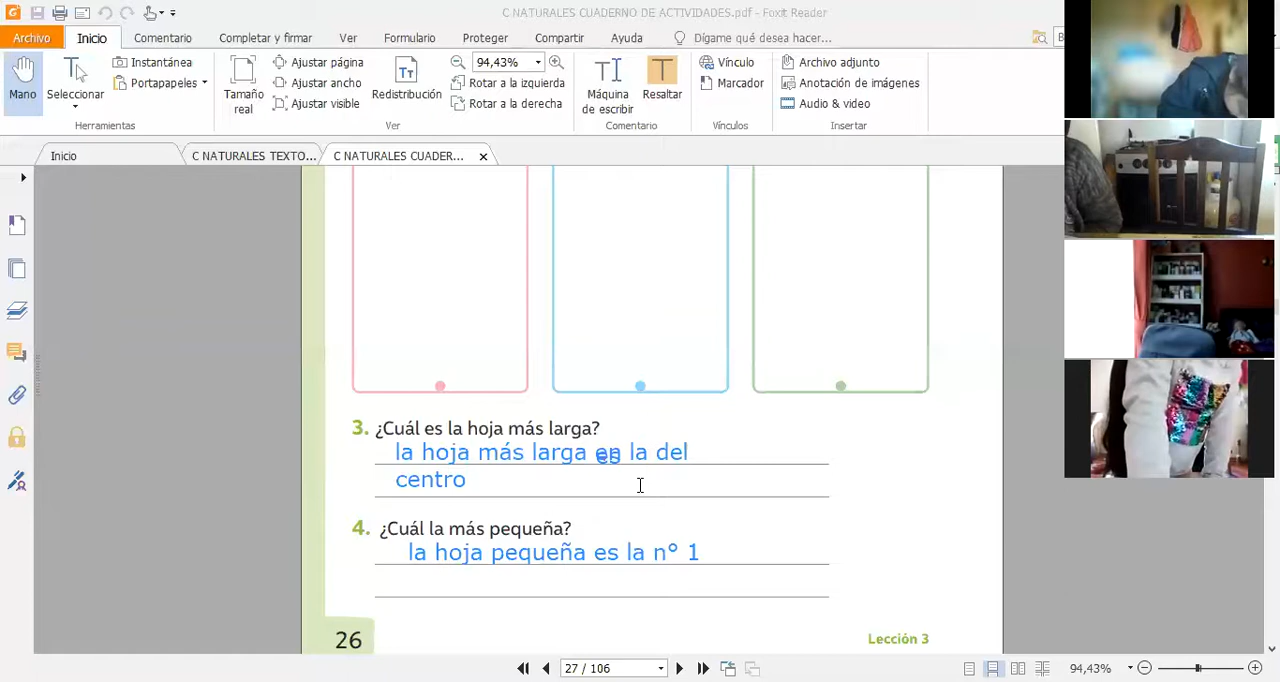 C NATURALES CUADERNO DE ACTIVIDADES.pdf - Foxit Reader
Archivo Inicio Comentario Completar y firmar Ver Formulario Proteger Compartir Ayuda Dígame qué desea hacer...
Mano
Seleccionar
Instantánea
Portapapeles
Herramientas
Tamaño real
Ajustar página
Ajustar ancho
Ajustar visible
Redistribución
94,43%
Rotar a la izquierda
Rotar a la derecha
Ver
Máquina de escribir
Resaltar
Comentario
Vínculo
Marcador
Vínculos
Archivo adjunto
Anotación de imágenes
Audio & video
Insertar
Inicio C NATURALES TEXTO... C NATURALES CUADER...
3. ¿Cuál es la hoja más larga?
la hoja más larga es la del
centro
4. ¿Cuál la más pequeña?
la hoja pequeña es la n° 1
26
Lección 3
27 / 106
94,43%